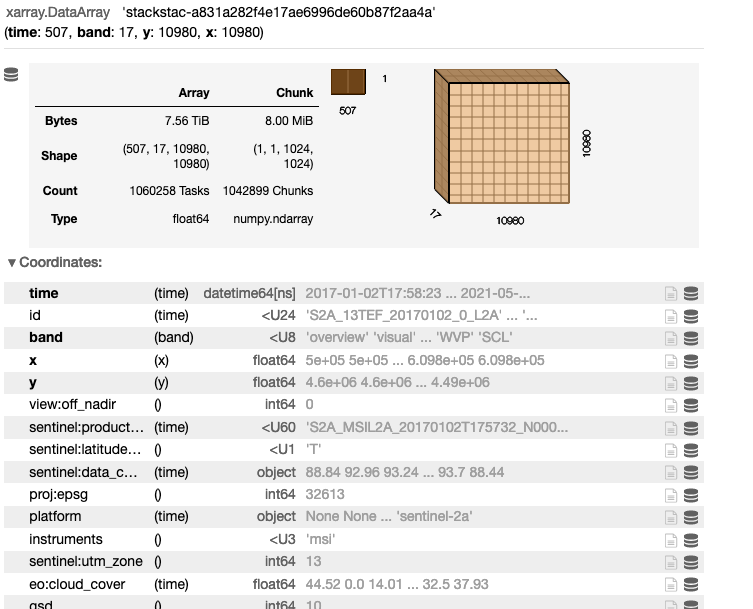 xarray.DataArray 'stackstac-a831a282f4e17ae6996de60b87f2aa4a'
(time: 507, band: 17, y: 10980, x: 10980)
Array Chunk
Bytes 7.56 TiB 8.00 MiB
Shape (507, 17, 10980, 10980) (1, 1, 1024, 1024)
Count 1060258 Tasks 1042899 Chunks
Type float64 numpy.ndarray
1
507
10980
17
10980
▼ Coordinates:
time (time) datetime64[ns] 2017-01-02T17:58:23 ... 2021-05-...
id (time) <U24 'S2A_13TEF_20170102_0_L2A' ... '...
band (band) <U8 'overview' 'visual' ... 'WVP' 'SCL'
x (x) float64 5e+05 5e+05 ... 6.098e+05 6.098e+05
y (y) float64 4.6e+06 4.6e+06 ... 4.49e+06
view:off_nadir () int64 0
sentinel:product... (time) <U60 'S2A_MSIL2A_20170102T175732_N000...
sentinel:latitude... () <U1 'T'
sentinel:data_c... (time) object 88.84 92.96 93.24 ... 93.7 88.44
proj:epsg () int64 32613
platform (time) object None None ... 'sentinel-2a'
instruments () <U3 'msi'
sentinel:utm_zone () int64 13
eo:cloud_cover (time) float64 44.52 0.0 14.01 ... 32.5 37.93
gsd () int64 10